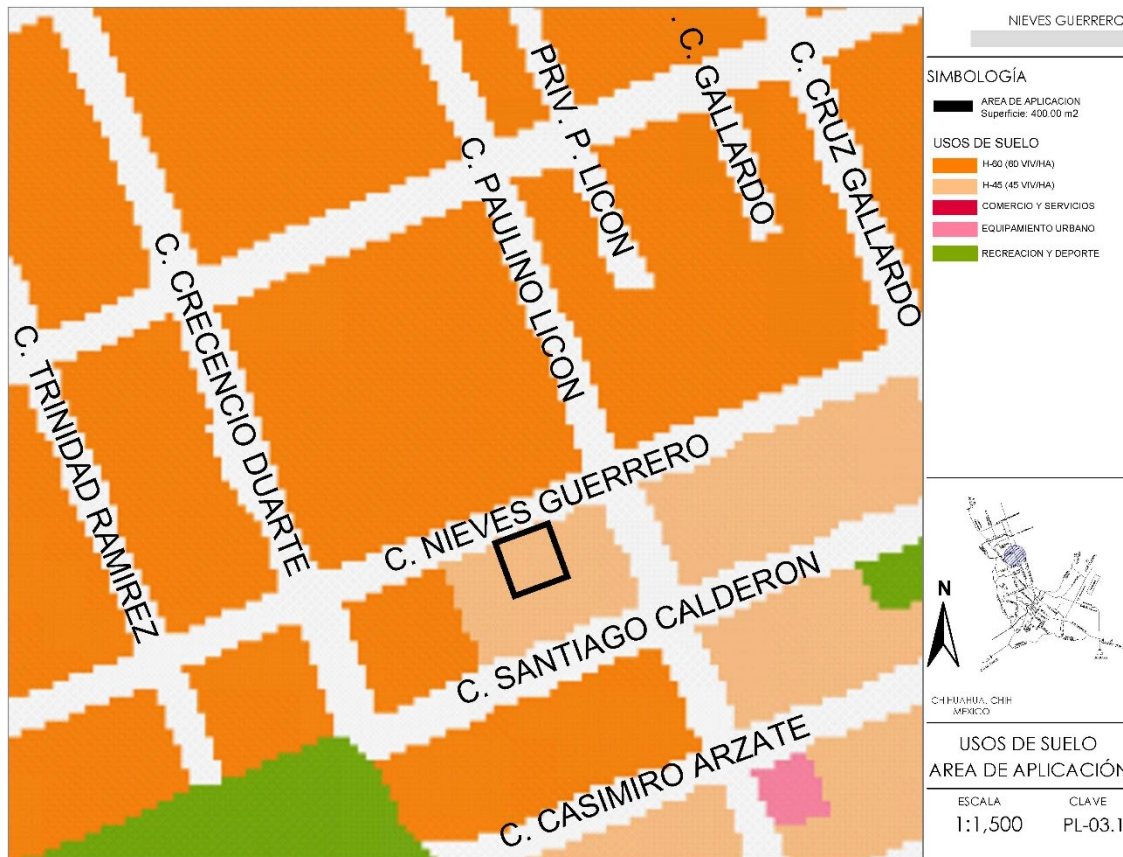 C. TRINIDAD RAMIREZ
C. CRECENCIO DUARTE
C. PAULINO LICON
PRIV. P. LICON
. C. GALLARDO
C. CRUZ GALLARDO
C. NIEVES GUERRERO
C. SANTIAGO CALDERON
C. CASIMIRO ARZATE
NIEVES GUERRERO
SIMBOLOGÍA
AREA DE APLICACION
Superficie: 400.00 m2
USOS DE SUELO
H-60 (60 VIV/HA)
H-45 (45 VIV/HA)
COMERCIO Y SERVICIOS
EQUIPAMIENTO URBANO
RECREACION Y DEPORTE
N
CHIHUAHUA, CHIH
MEXICO
USOS DE SUELO
AREA DE APLICACIÓN
ESCALA
1:1,500
CLAVE
PL-03.1